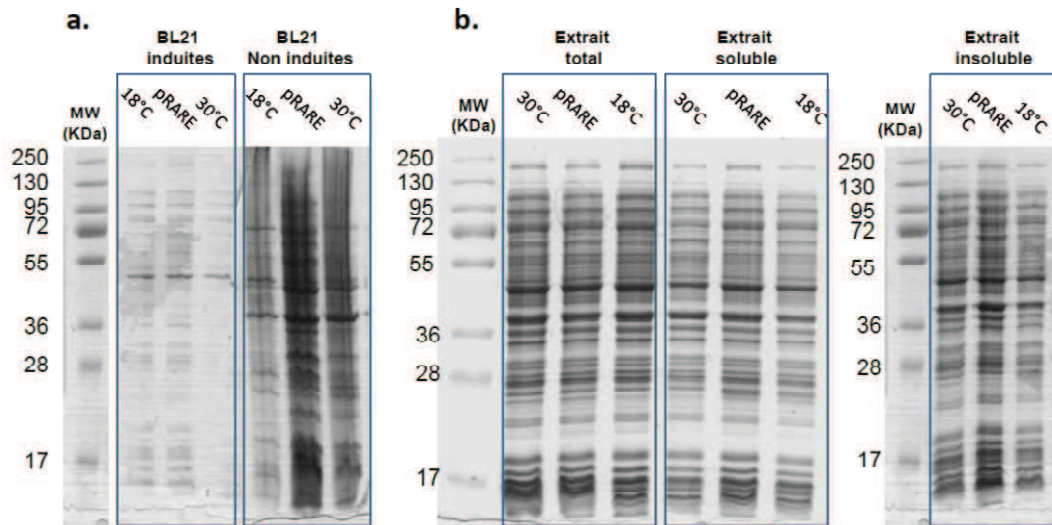 a.
BL21
induites
BL21
Non induites
MW
(KDa)
18°C
pRARE
30°C
18°C
pRARE
30°C
250
130
95
72
55
36
28
17
b.
Extrait
total
Extrait
soluble
MW
(KDa)
30°C
pRARE
18°C
30°C
pRARE
18°C
250
130
95
72
55
36
28
17
Extrait
insoluble
MW
(KDa)
30°C
pRARE
18°C
250
130
95
72
55
36
28
17